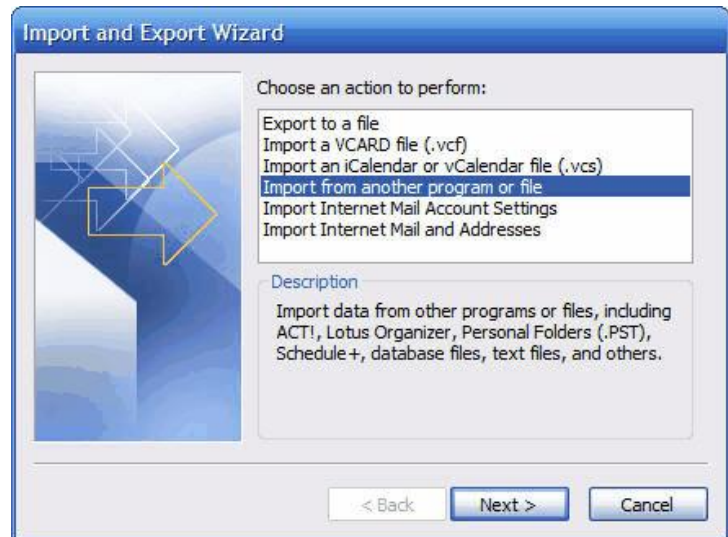 Import and Export Wizard
Choose an action to perform:
Export to a file
Import a VCARD file (.vcf)
Import an iCalendar or vCalendar file (.vcs)
Import from another program or file
Import Internet Mail Account Settings
Import Internet Mail and Addresses
Description
Import data from other programs or files, including
ACT!, Lotus Organizer, Personal Folders (.PST),
Schedule+, database files, text files, and others.
< Back
Next >
Cancel